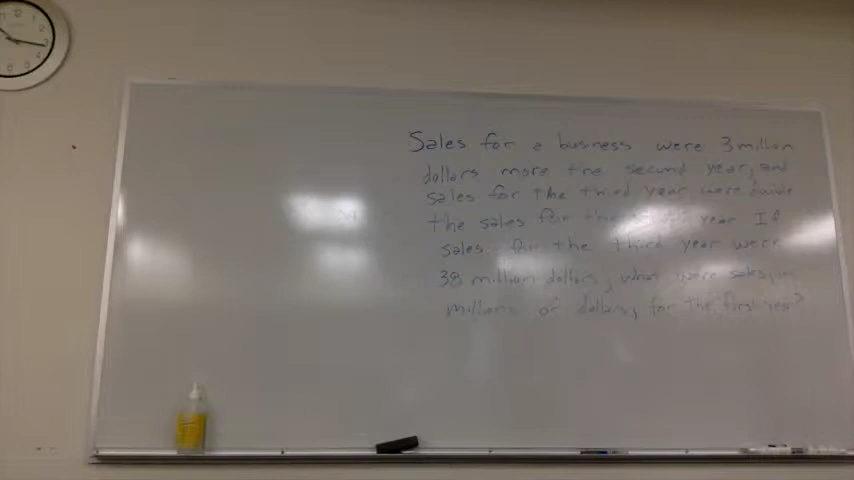 Sales for a business were 3 million
dollars more the second year, and
sales for the third year were double
the sales for the year If
sales for the third year were
38 million dollars, what were sales, in
millions of dollars, for the first year?